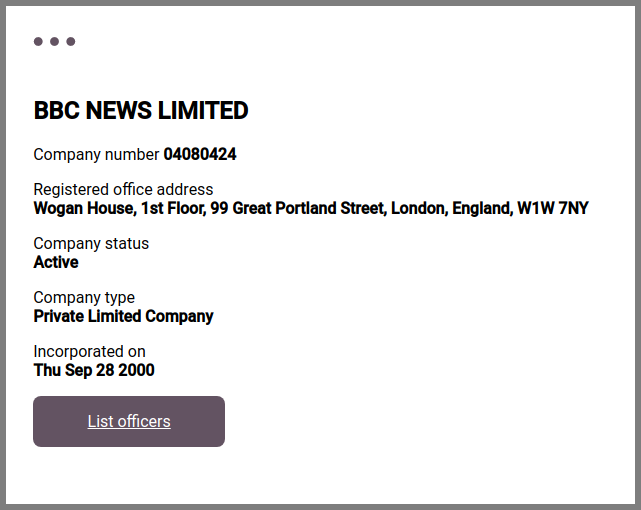 BBC NEWS LIMITED
Company number 04080424
Registered office address
Wogan House, 1st Floor, 99 Great Portland Street, London, England, W1W 7NY
Company status
Active
Company type
Private Limited Company
Incorporated on
Thu Sep 28 2000
List officers